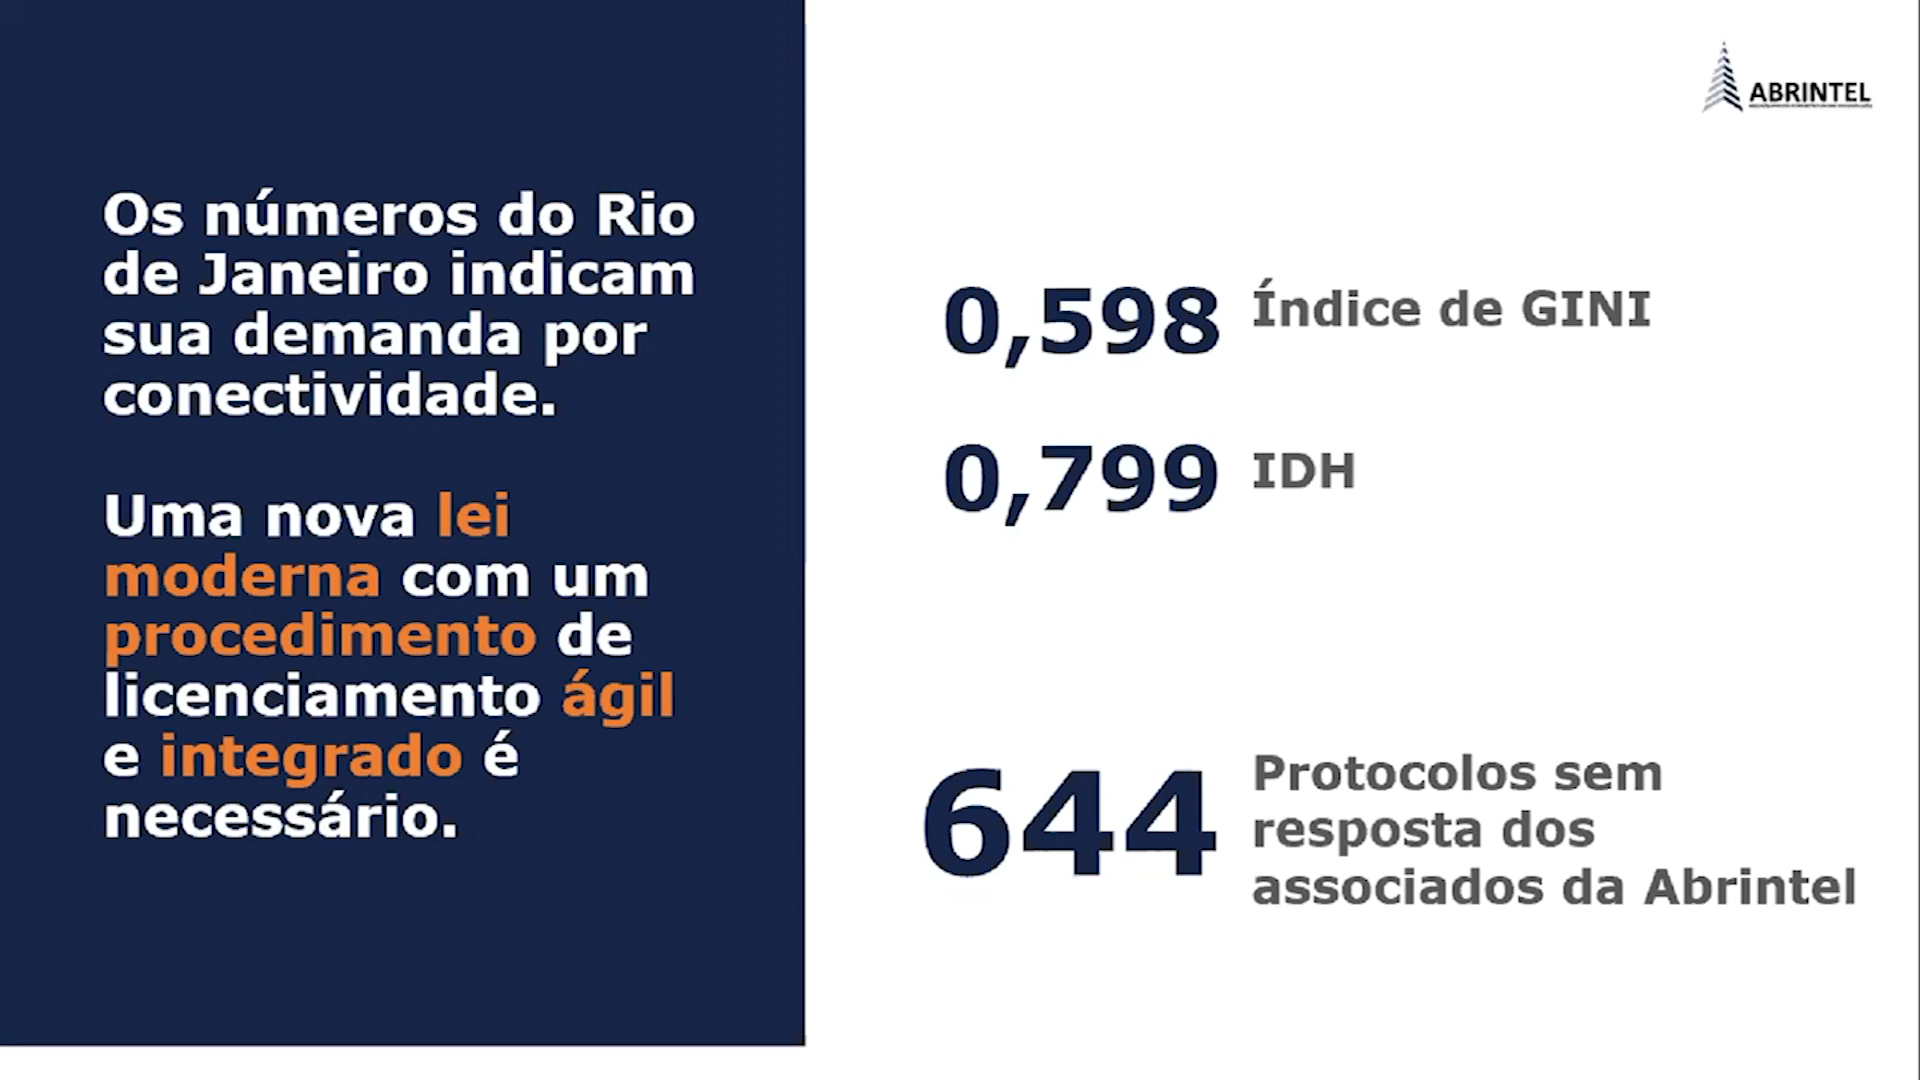 Os números do Rio
de Janeiro indicam
sua demanda por
conectividade.
Uma nova lei
moderna com um
procedimento de
licenciamento ágil
e integrado é
necessário.
ABRINTEL
0,598 Índice de GINI
0,799 IDH
644 Protocolos sem
resposta dos
associados da Abrintel